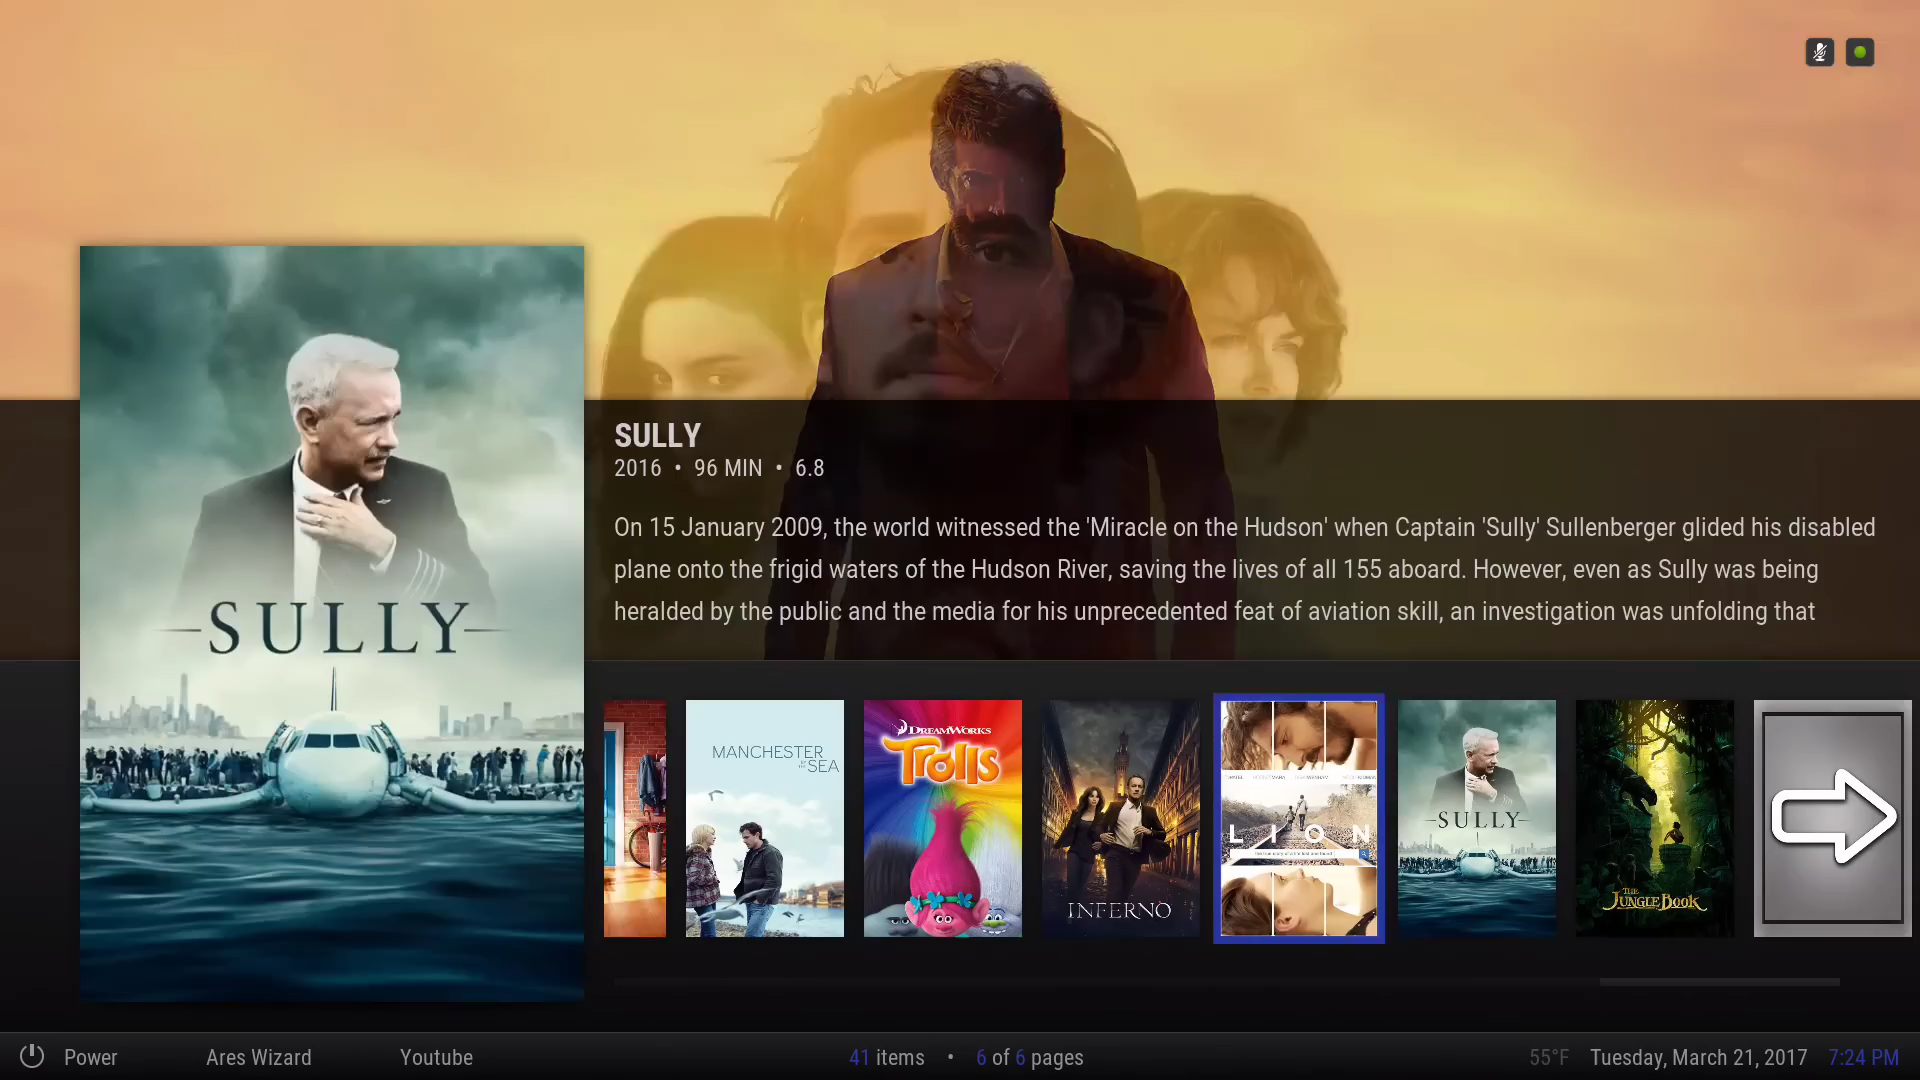 SULLY
SULLY
2016 • 96 MIN • 6.8
On 15 January 2009, the world witnessed the 'Miracle on the Hudson' when Captain 'Sully' Sullenberger glided his disabled
plane onto the frigid waters of the Hudson River, saving the lives of all 155 aboard. However, even as Sully was being
heralded by the public and the media for his unprecedented feat of aviation skill, an investigation was unfolding that
MANCHESTER
BY THE SEA
DREAMWORKS
Trolls
INFERNO
LION
SULLY
THE
JUNGLE BOOK
Power
Ares Wizard
Youtube
41 items • 6 of 6 pages
55°F Tuesday, March 21, 2017 7:24 PM